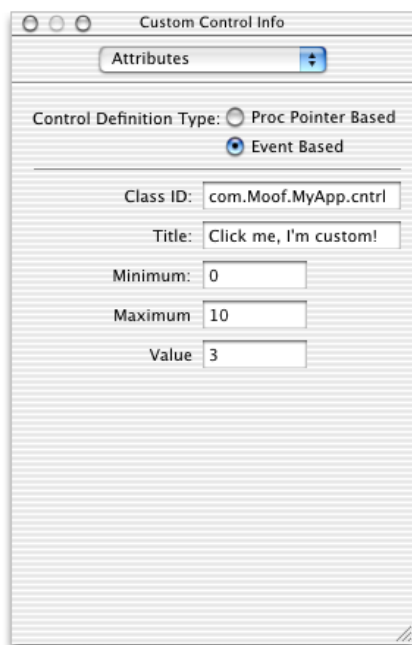 Custom Control Info
Attributes
Control Definition Type: Proc Pointer Based
Event Based
Class ID: com.Moof.MyApp.cntrl
Title: Click me, I'm custom!
Minimum: 0
Maximum 10
Value 3